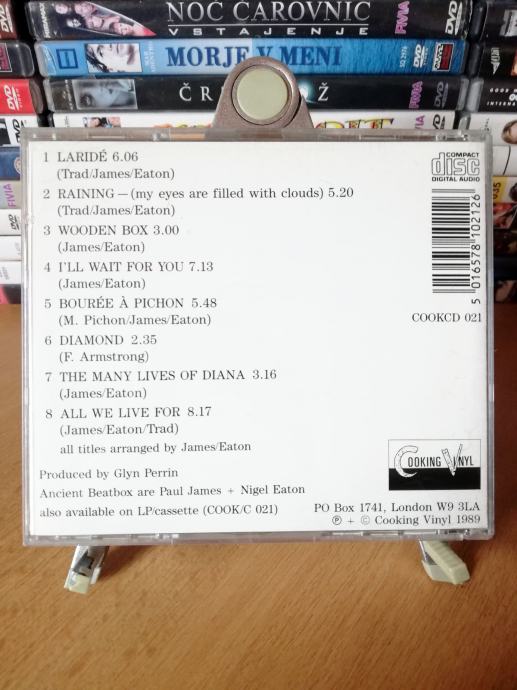 NOČ ČAROVNIC
VSTAJENJE
MORJE V MENI
DVD
FIVIA
1 LARIDÉ 6.06
(Trad/James/Eaton)
2 RAINING — (my eyes are filled with clouds) 5.20
(Trad/James/Eaton)
3 WOODEN BOX 3.00
(James/Eaton)
4 I'LL WAIT FOR YOU 7.13
(James/Eaton)
5 BOURÉE À PICHON 5.48
(M. Pichon/James/Eaton)
6 DIAMOND 2.35
(F. Armstrong)
7 THE MANY LIVES OF DIANA 3.16
(James/Eaton)
8 ALL WE LIVE FOR 8.17
(James/Eaton/Trad)
all titles arranged by James/Eaton
Produced by Glyn Perrin
Ancient Beatbox are Paul James + Nigel Eaton
also available on LP/cassette (COOK/C 021)
COMPACT
disc
DIGITAL AUDIO
5 016578 102126
COOKCD 021
COOKING VINYL
PO Box 1741, London W9 3LA
℗ + © Cooking Vinyl 1989